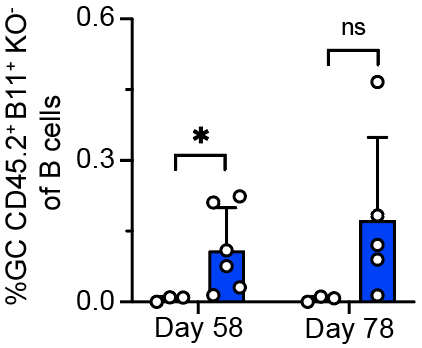 %GC CD45.2⁺ B11⁺ KO⁻
of B cells
0.6
0.3
0.0
*
ns
Day 58
Day 78